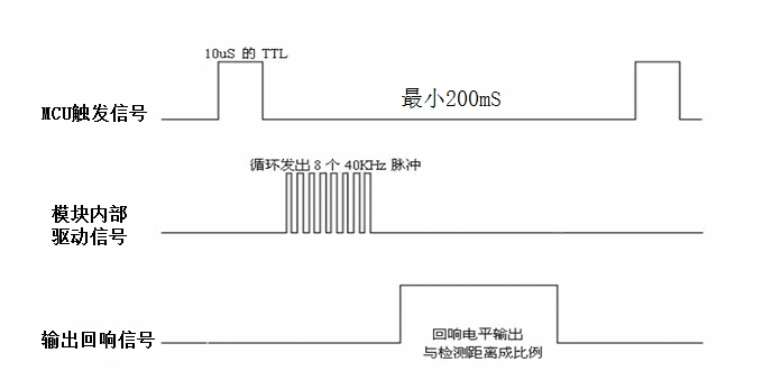 10uS 的 TTL
最小200mS
MCU触发信号
循环发出 8 个 40KHz 脉冲
模块内部
驱动信号
输出回响信号
回响电平输出
与检测距离成比例